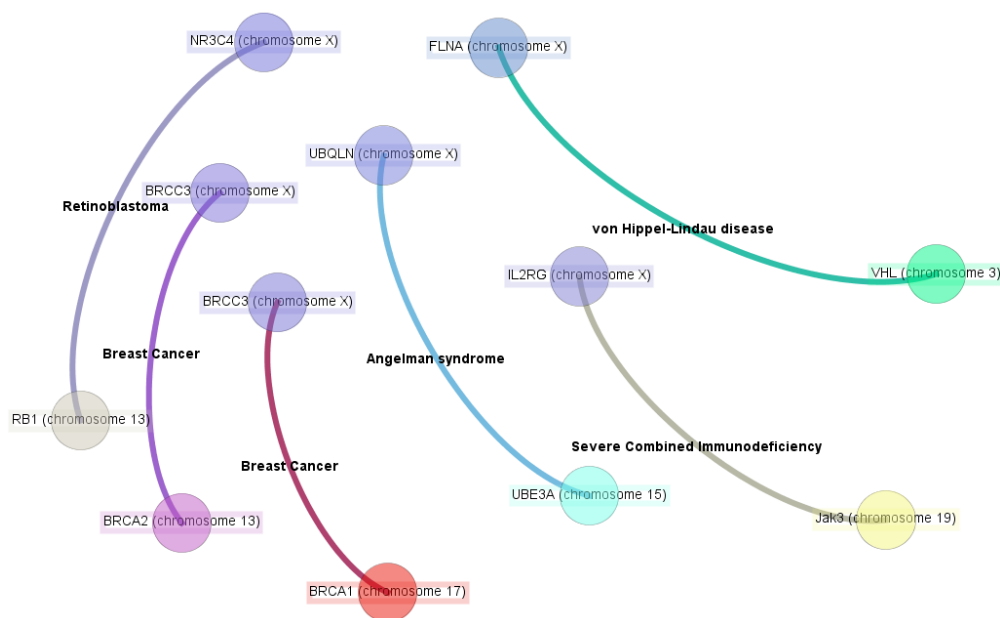 NR3C4 (chromosome X)
FLNA (chromosome X)
UBQLN (chromosome X)
BRCC3 (chromosome X)
Retinoblastoma
von Hippel-Lindau disease
VHL (chromosome 3)
IL2RG (chromosome X)
BRCC3 (chromosome X)
Breast Cancer
Angelman syndrome
RB1 (chromosome 13)
Severe Combined Immunodeficiency
Breast Cancer
UBE3A (chromosome 15)
Jak3 (chromosome 19)
BRCA2 (chromosome 13)
BRCA1 (chromosome 17)